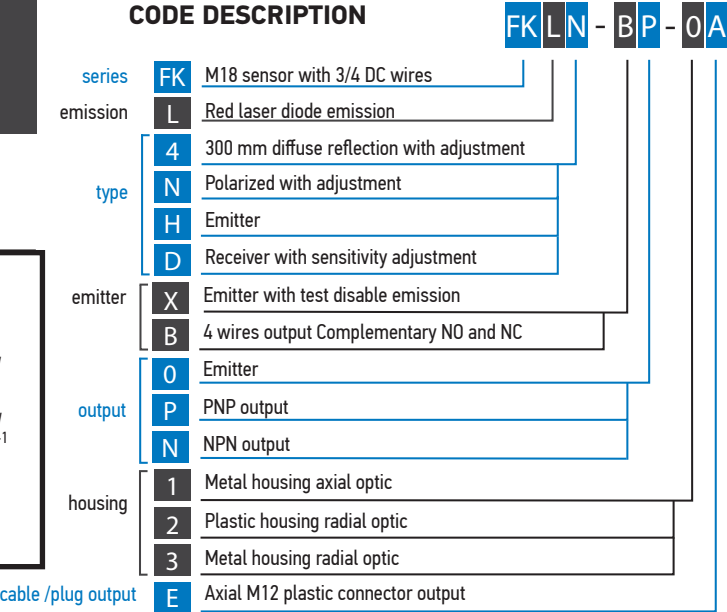 CODE DESCRIPTION
FK L N - B P - 0 A
series FK M18 sensor with 3/4 DC wires
emission L Red laser diode emission
type
4 300 mm diffuse reflection with adjustment
N Polarized with adjustment
H Emitter
D Receiver with sensitivity adjustment
emitter
X Emitter with test disable emission
B 4 wires output Complementary NO and NC
output
0 Emitter
P PNP output
N NPN output
housing
1 Metal housing axial optic
2 Plastic housing radial optic
3 Metal housing radial optic
cable /plug output E Axial M12 plastic connector output